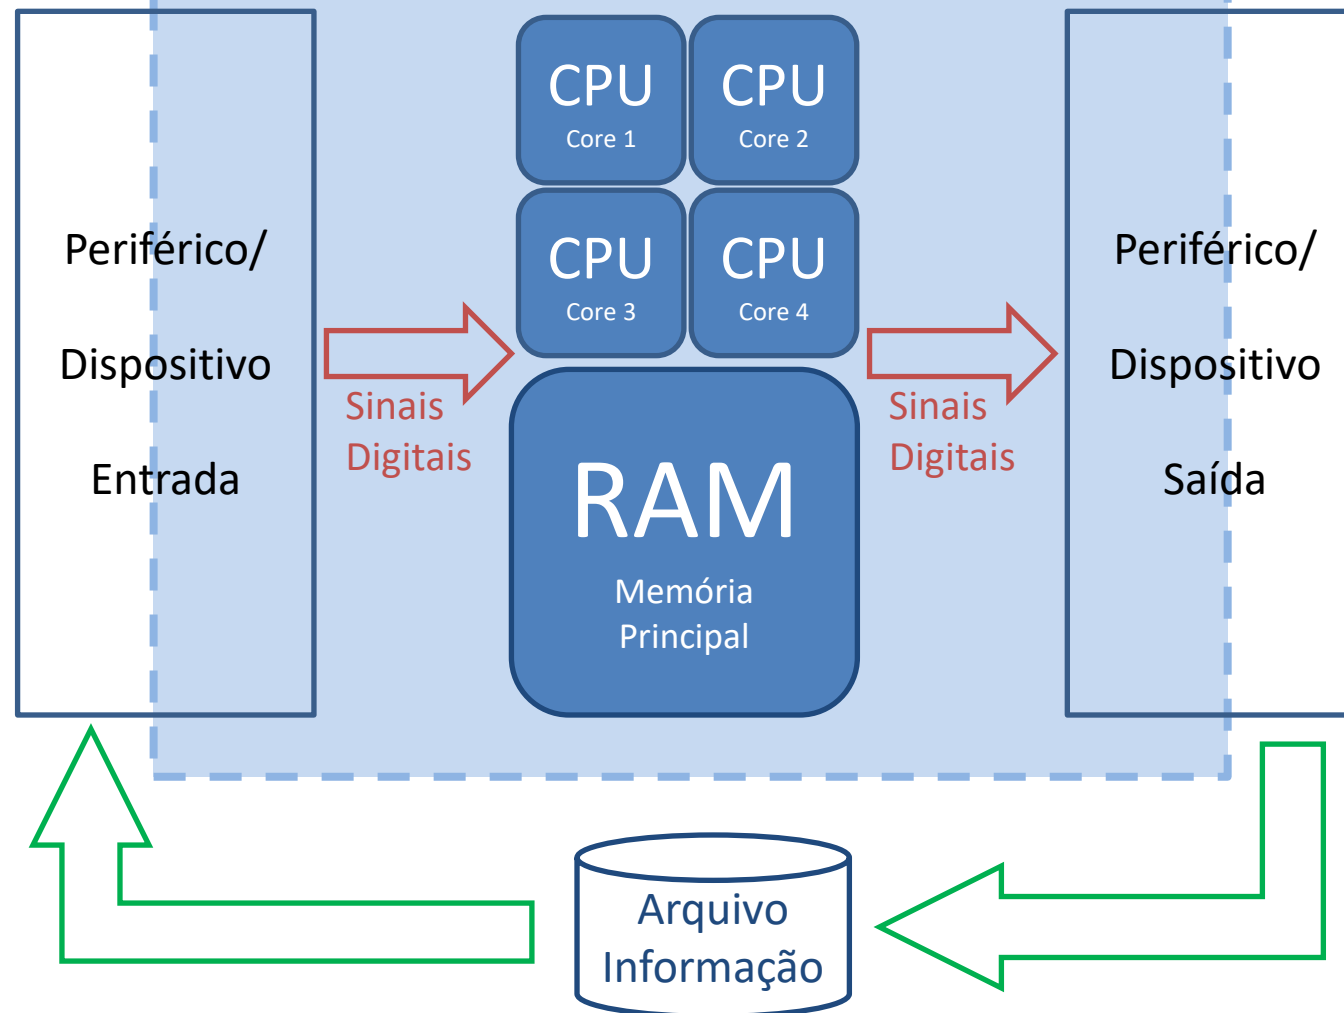 CPU
Core 1
CPU
Core 2
CPU
Core 3
CPU
Core 4
Periférico/
Dispositivo
Entrada
Sinais
Digitais
RAM
Memória
Principal
Sinais
Digitais
Periférico/
Dispositivo
Saída
Arquivo
Informação